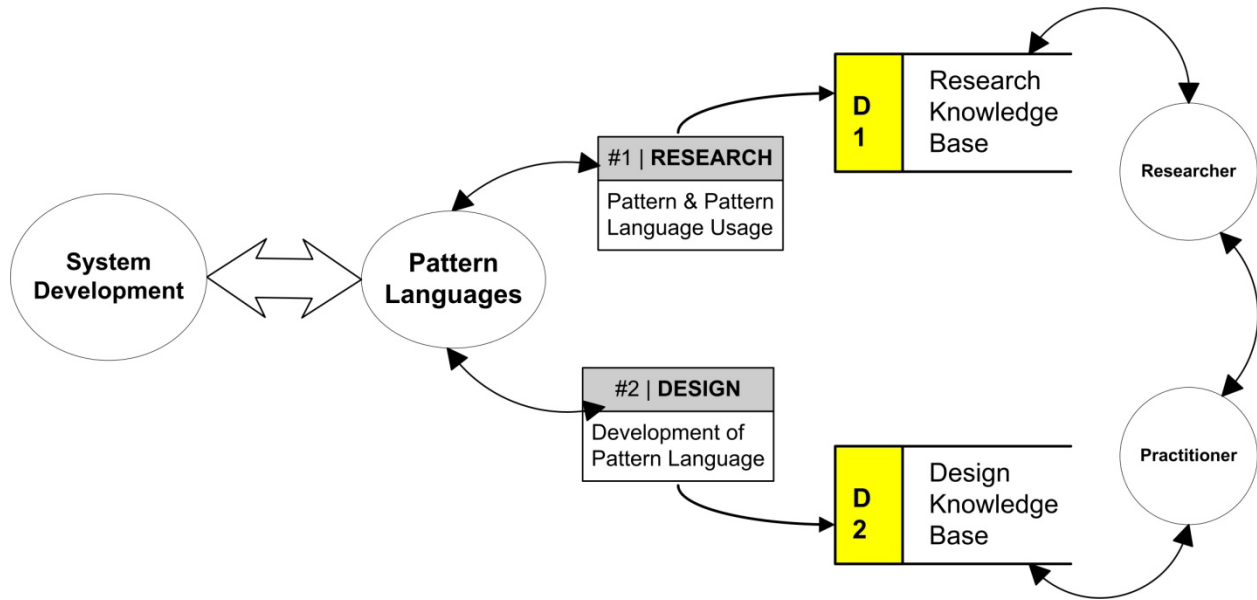 System
Development
Pattern
Languages
#1 | RESEARCH
Pattern & Pattern
Language Usage
#2 | DESIGN
Development of
Pattern Language
D
1
Research
Knowledge
Base
D
2
Design
Knowledge
Base
Researcher
Practitioner